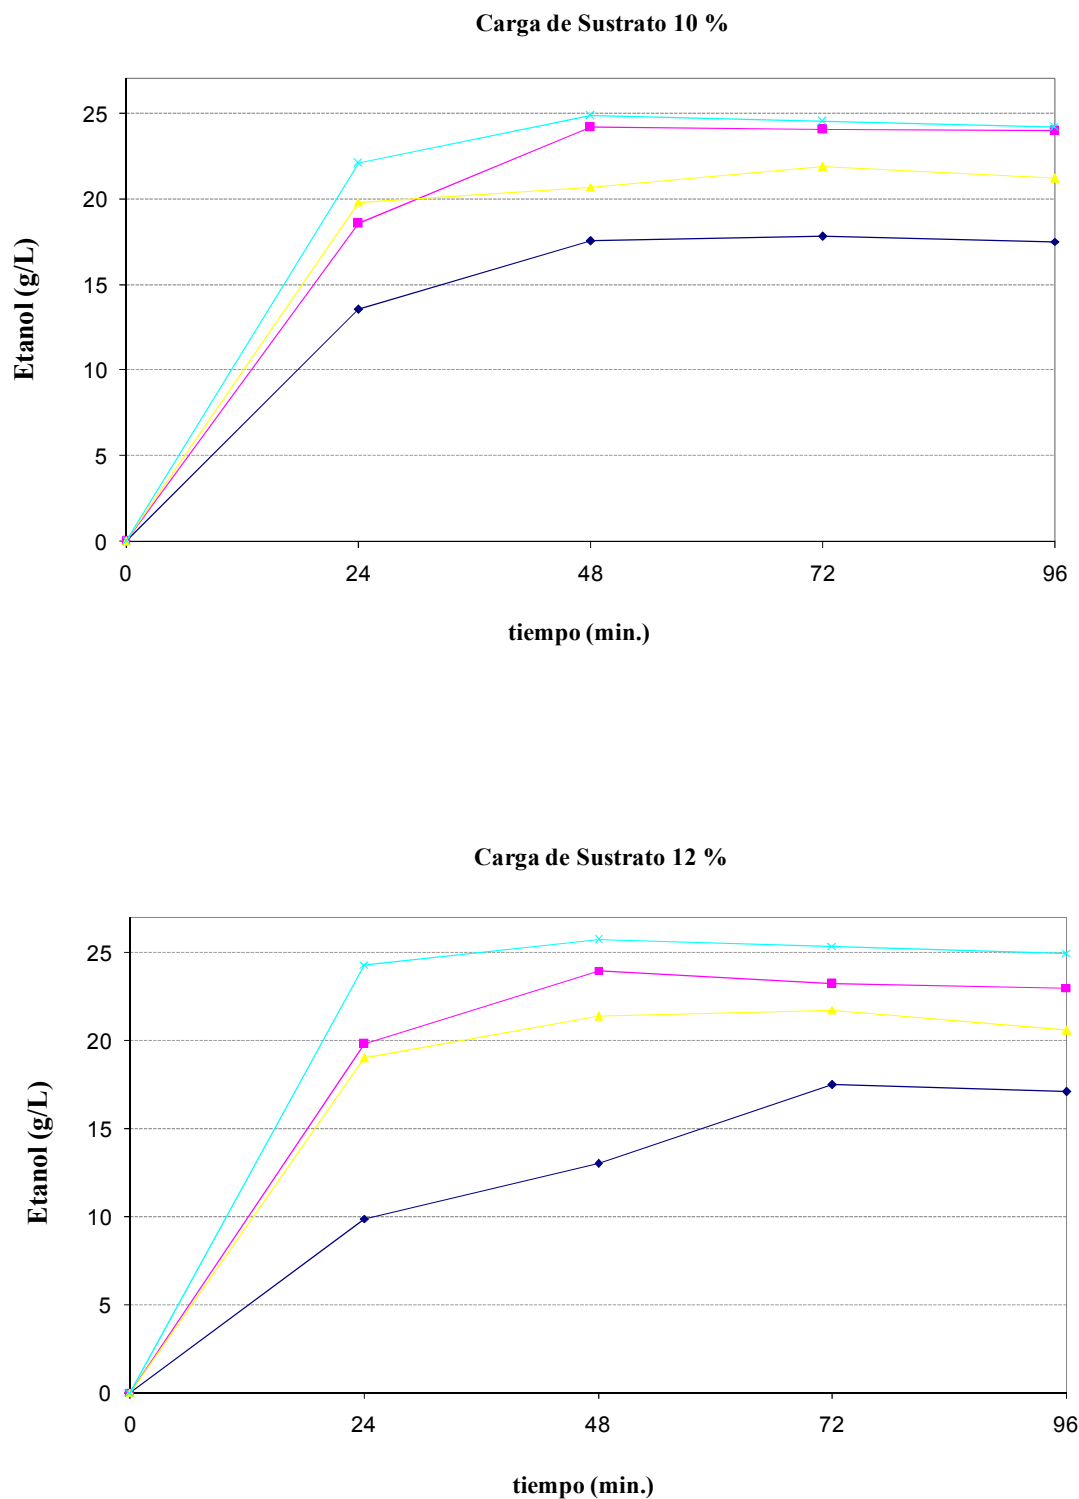 Carga de Sustrato 10 %
25
20
15
10
5
0
Etanol (g/L)
0 24 48 72 96
tiempo (min.)
Carga de Sustrato 12 %
25
20
15
10
5
0
Etanol (g/L)
0 24 48 72 96
tiempo (min.)